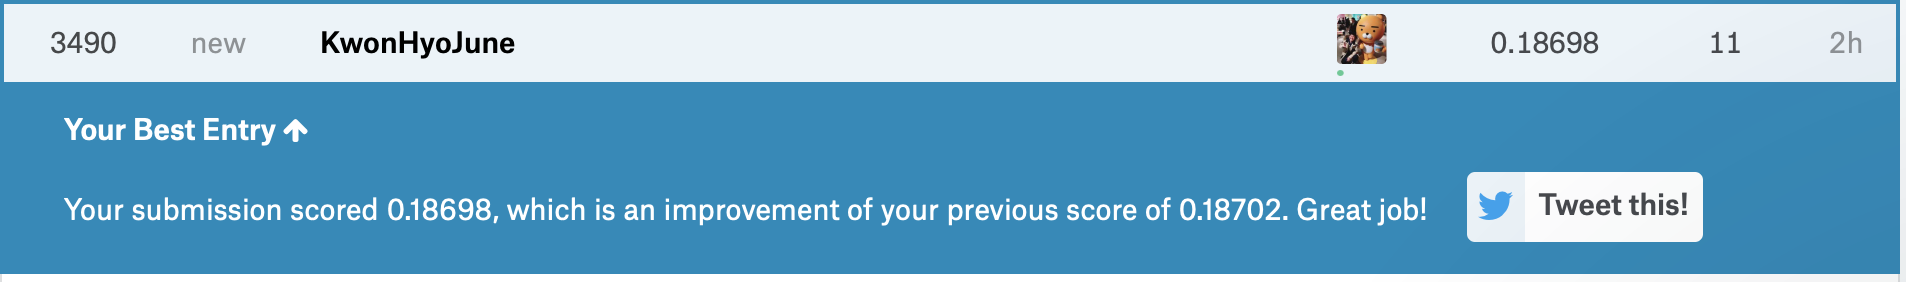 3490 new KwonHyoJune 0.18698 11 2h
Your Best Entry
Your submission scored 0.18698, which is an improvement of your previous score of 0.18702. Great job!
Tweet this!